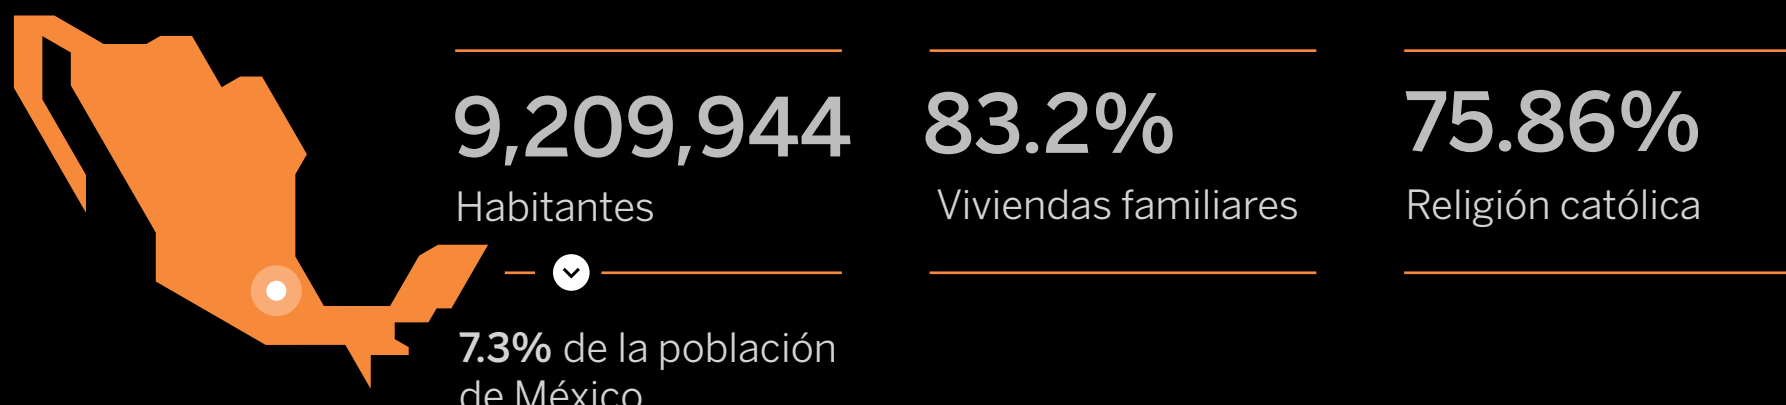 9,209,944
Habitantes
7.3% de la población
de México
83.2%
Viviendas familiares
75.86%
Religión católica